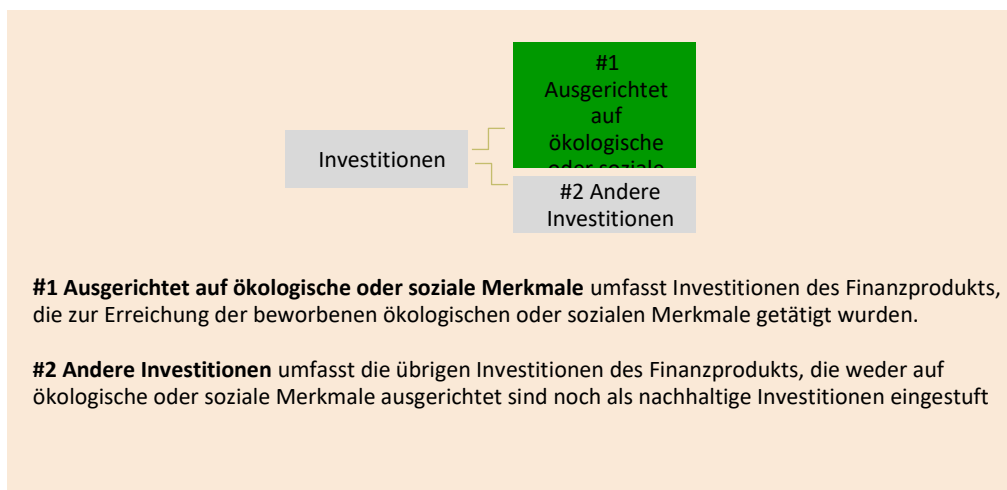 #1
Ausgerichtet
auf
ökologische
oder soziale
Investitionen
#2 Andere
Investitionen
#1 Ausgerichtet auf ökologische oder soziale Merkmale umfasst Investitionen des Finanzprodukts,
die zur Erreichung der beworbenen ökologischen oder sozialen Merkmale getätigt wurden.
#2 Andere Investitionen umfasst die übrigen Investitionen des Finanzprodukts, die weder auf
ökologische oder soziale Merkmale ausgerichtet sind noch als nachhaltige Investitionen eingestuft